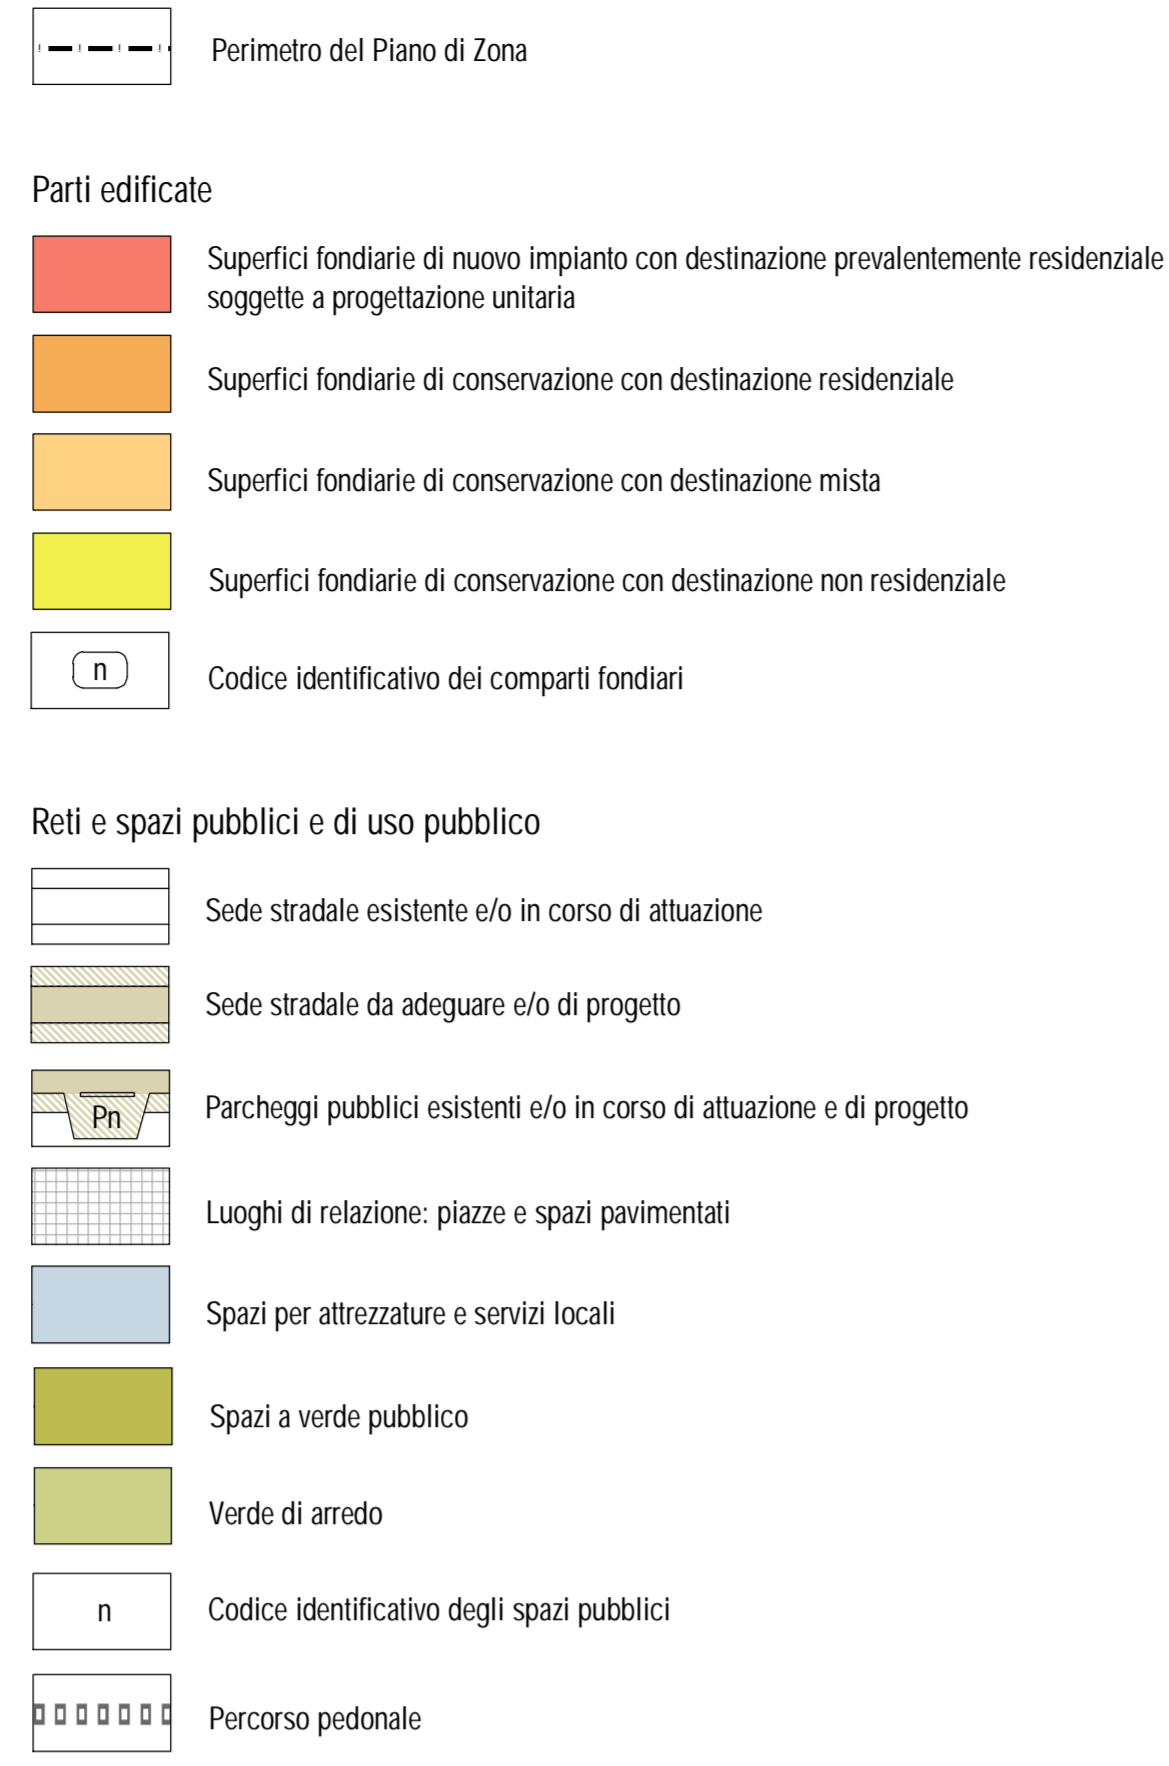 Perimetro del Piano di Zona
Parti edificate
Superfici fondiarie di nuovo impianto con destinazione prevalentemente residenziale
soggette a progettazione unitaria
Superfici fondiarie di conservazione con destinazione residenziale
Superfici fondiarie di conservazione con destinazione mista
Superfici fondiarie di conservazione con destinazione non residenziale
n Codice identificativo dei comparti fondiari
Reti e spazi pubblici e di uso pubblico
Sede stradale esistente e/o in corso di attuazione
Sede stradale da adeguare e/o di progetto
Pn Parcheggi pubblici esistenti e/o in corso di attuazione e di progetto
Luoghi di relazione: piazze e spazi pavimentati
Spazi per attrezzature e servizi locali
Spazi a verde pubblico
Verde di arredo
n Codice identificativo degli spazi pubblici
Percorso pedonale